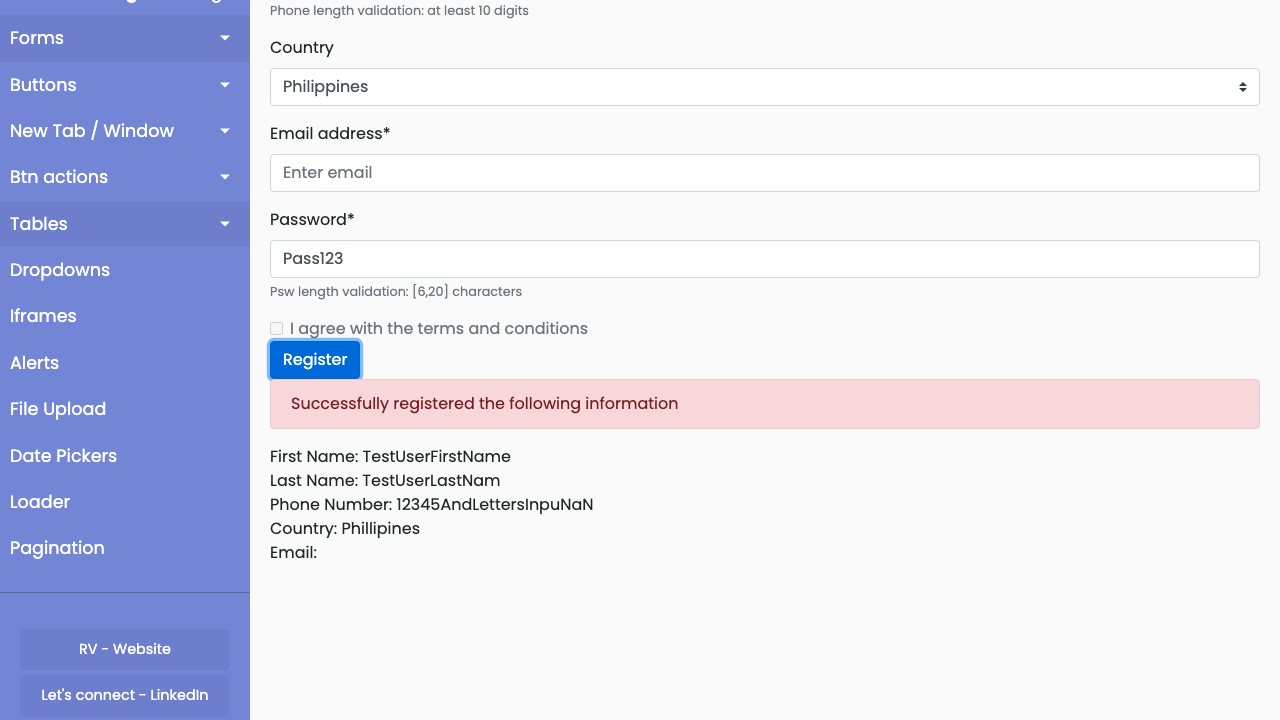 Forms
Buttons
New Tab / Window
Btn actions
Tables
Dropdowns
Iframes
Alerts
File Upload
Date Pickers
Loader
Pagination
RV - Website
Let's connect - LinkedIn
Phone length validation: at least 10 digits
Country
Philippines
Email address*
Enter email
Password*
Pass123
Psw length validation: [6,20] characters
I agree with the terms and conditions
Register
Successfully registered the following information
First Name: TestUserFirstName
Last Name: TestUserLastNam
Phone Number: 12345AndLettersInpuNaN
Country: Phillipines
Email: